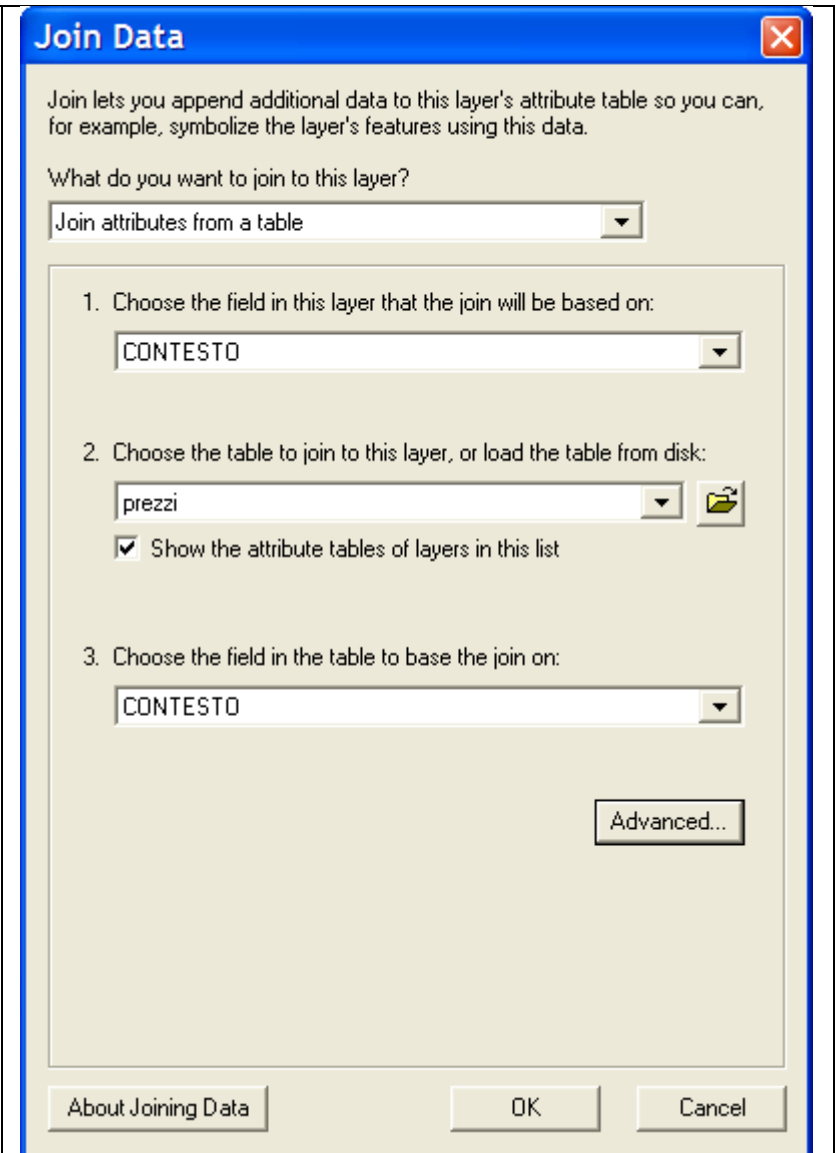 Join Data
Join lets you append additional data to this layer's attribute table so you can,
for example, symbolize the layer's features using this data.
What do you want to join to this layer?
Join attributes from a table
1. Choose the field in this layer that the join will be based on:
CONTESTO
2. Choose the table to join to this layer, or load the table from disk:
prezzi
Show the attribute tables of layers in this list
3. Choose the field in the table to base the join on:
CONTESTO
Advanced...
About Joining Data OK Cancel